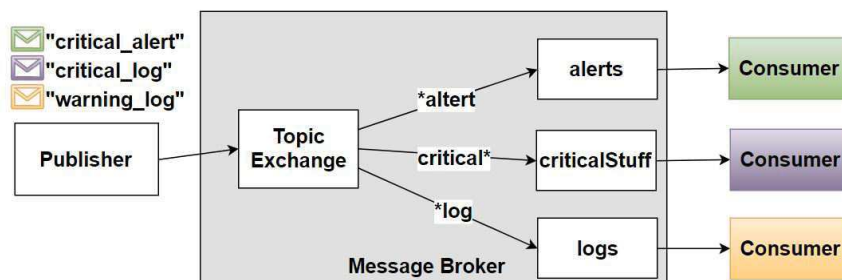 "critical_alert"
"critical_log"
"warning_log"
Publisher
Topic
Exchange
*altert
critical*
*log
alerts
criticalStuff
logs
Consumer
Consumer
Consumer
Message Broker